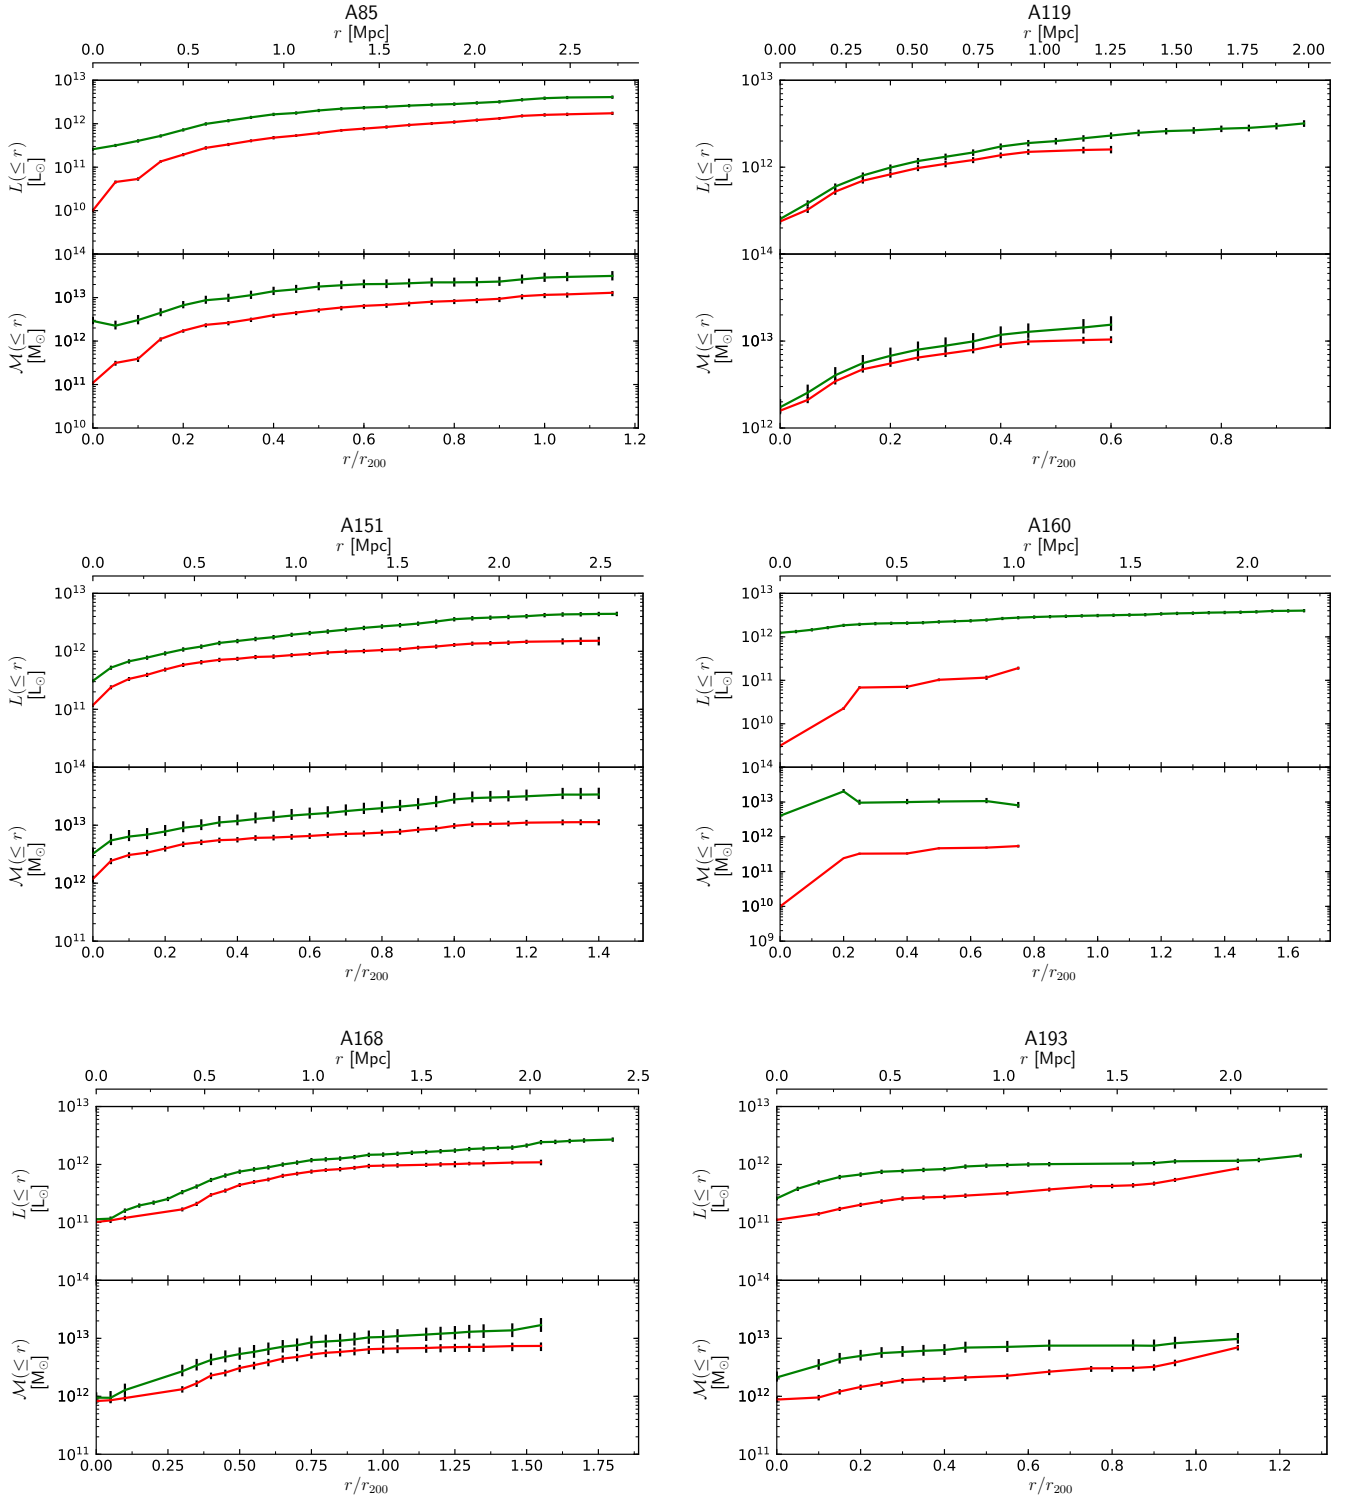 A85
r [Mpc]
0.0 0.5 1.0 1.5 2.0 2.5
10^13
10^12
10^11
10^10
L(≤ r)
[L⊙]
10^14
10^13
10^12
10^11
10^10
M(≤ r)
[M⊙]
0.0 0.2 0.4 0.6 0.8 1.0 1.2
r/r200
A119
r [Mpc]
0.00 0.25 0.50 0.75 1.00 1.25 1.50 1.75 2.00
10^13
10^12
L(≤ r)
[L⊙]
10^14
10^13
10^12
M(≤ r)
[M⊙]
0.0 0.2 0.4 0.6 0.8
r/r200
A151
r [Mpc]
0.0 0.5 1.0 1.5 2.0 2.5
10^13
10^12
10^11
L(≤ r)
[L⊙]
10^14
10^13
10^12
10^11
M(≤ r)
[M⊙]
0.0 0.2 0.4 0.6 0.8 1.0 1.2 1.4
r/r200
A160
r [Mpc]
0.0 0.5 1.0 1.5 2.0
10^13
10^12
10^11
10^10
L(≤ r)
[L⊙]
10^14
10^13
10^12
10^11
10^10
10^9
M(≤ r)
[M⊙]
0.0 0.2 0.4 0.6 0.8 1.0 1.2 1.4 1.6
r/r200
A168
r [Mpc]
0.0 0.5 1.0 1.5 2.0 2.5
10^13
10^12
10^11
L(≤ r)
[L⊙]
10^14
10^13
10^12
10^11
M(≤ r)
[M⊙]
0.00 0.25 0.50 0.75 1.00 1.25 1.50 1.75
r/r200
A193
r [Mpc]
0.0 0.5 1.0 1.5 2.0
10^13
10^12
10^11
L(≤ r)
[L⊙]
10^14
10^13
10^12
10^11
M(≤ r)
[M⊙]
0.0 0.2 0.4 0.6 0.8 1.0 1.2
r/r200